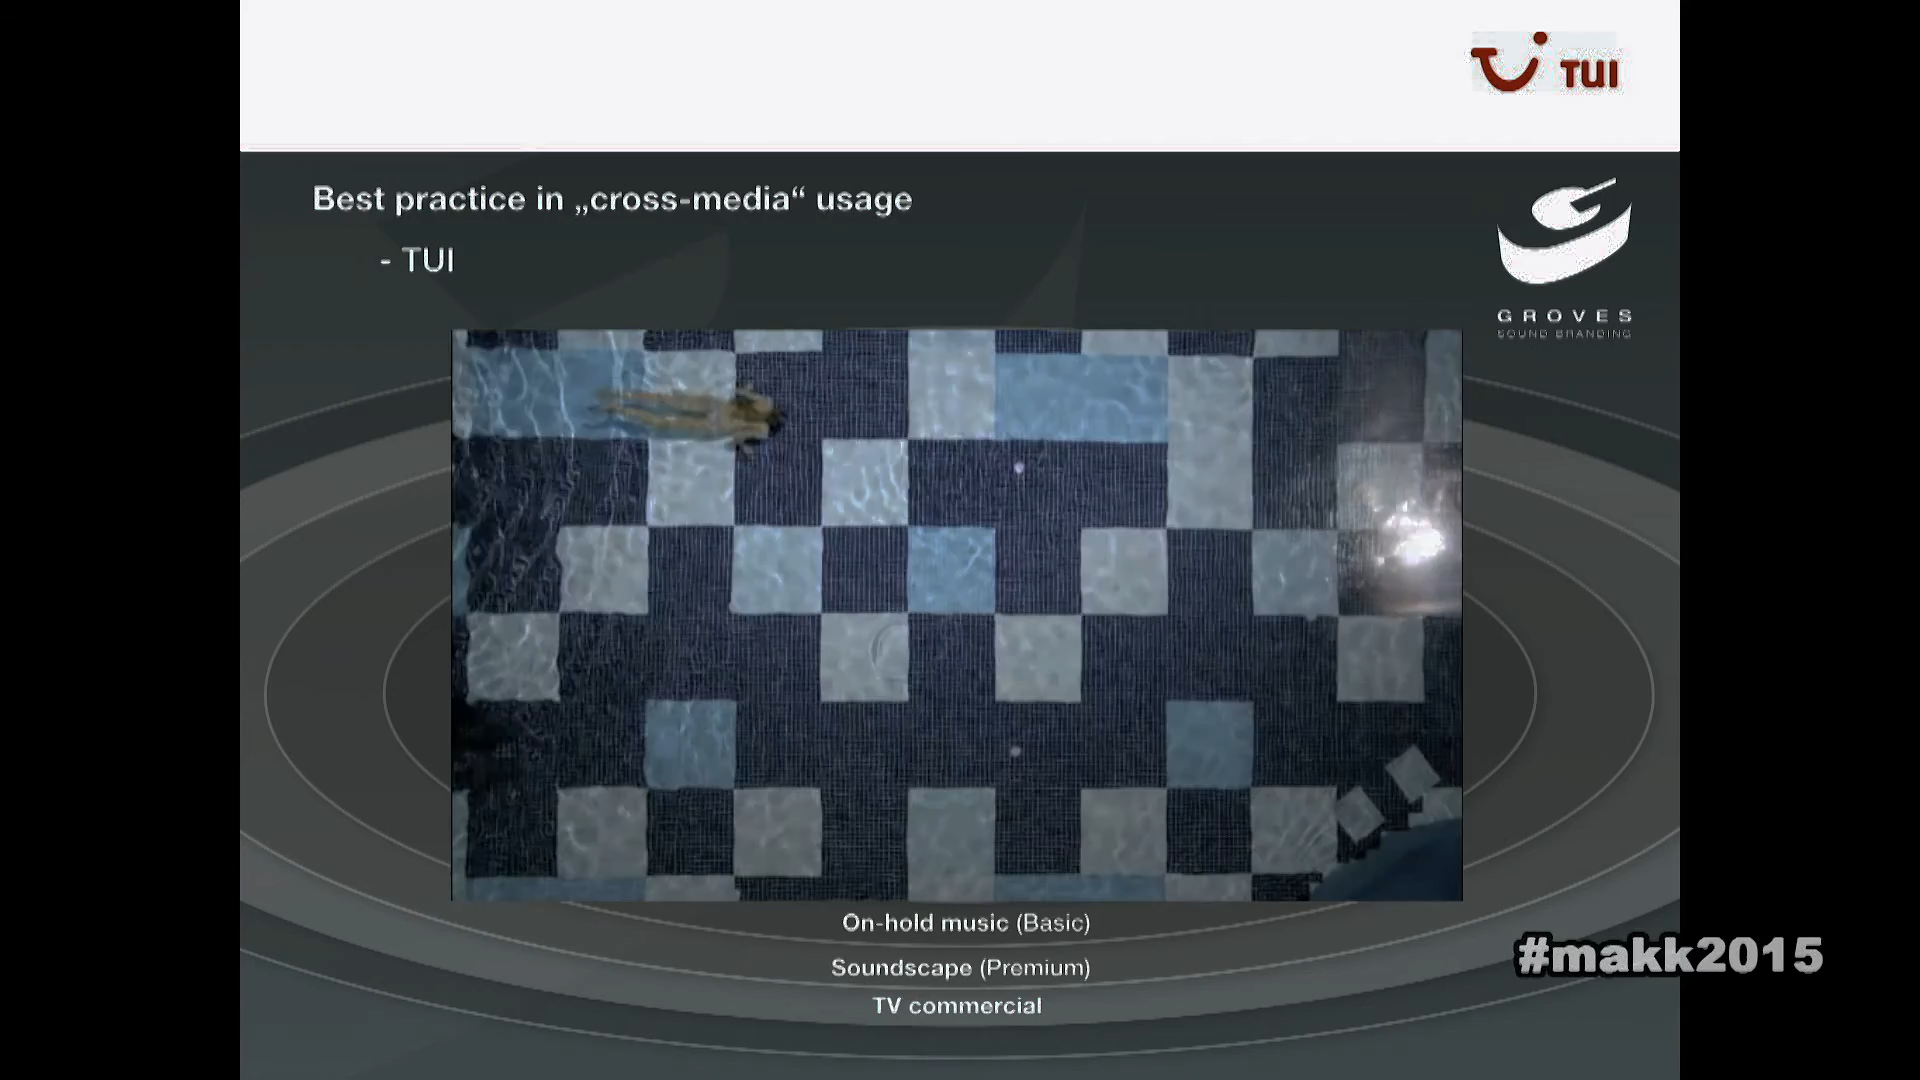 TUI
Best practice in „cross-media“ usage
- TUI
GROVES
SOUND BRANDING
On-hold music (Basic)
Soundscape (Premium)
TV commercial
#makk2015